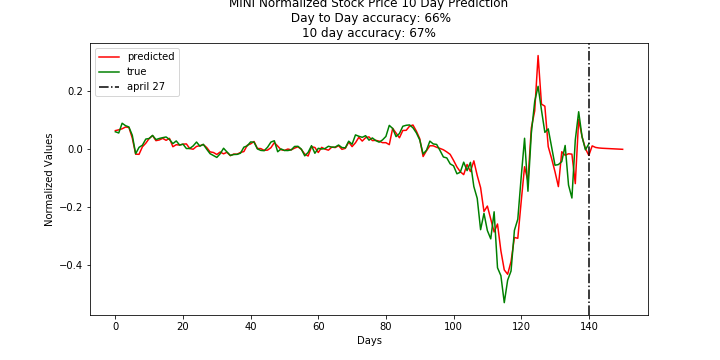 MINI Normalized Stock Price 10 Day Prediction
Day to Day accuracy: 66%
10 day accuracy: 67%
predicted
true
april 27
Normalized Values
0.2
0.0
−0.2
−0.4
0 20 40 60 80 100 120 140
Days